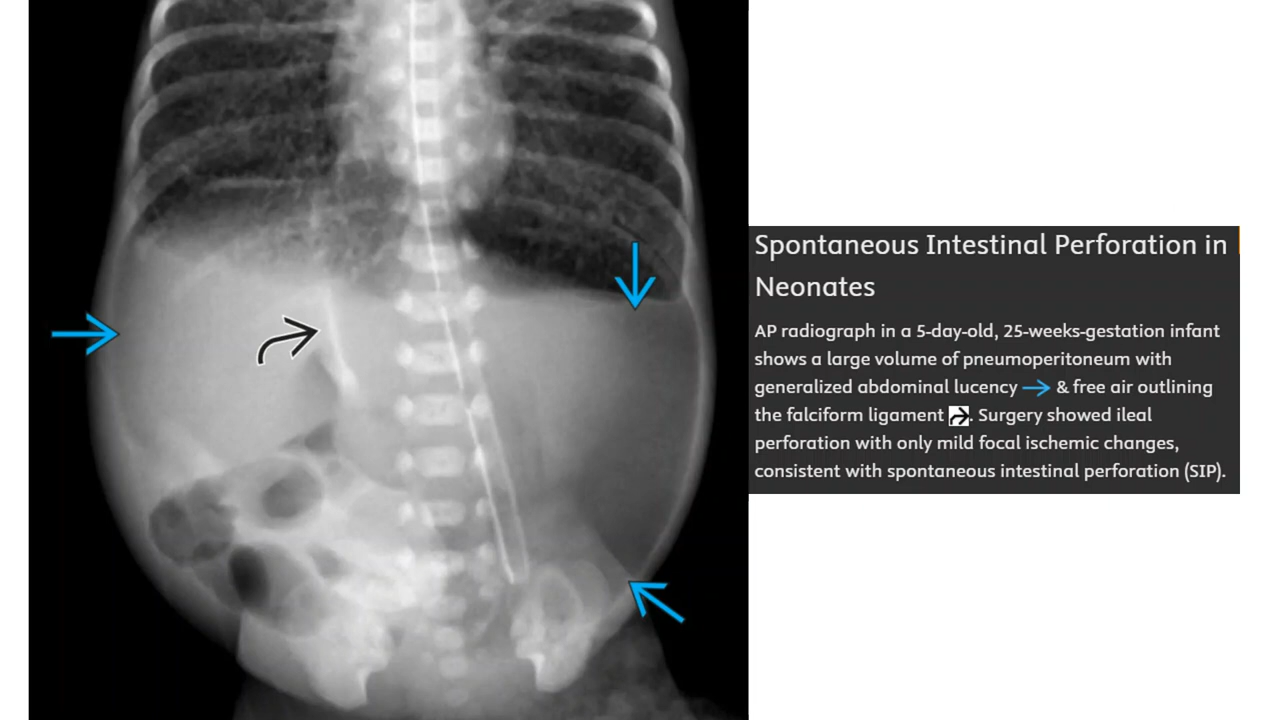 Spontaneous Intestinal Perforation in
Neonates
AP radiograph in a 5-day-old, 25-weeks-gestation infant
shows a large volume of pneumoperitoneum with
generalized abdominal lucency → & free air outlining
the falciform ligament ↱. Surgery showed ileal
perforation with only mild focal ischemic changes,
consistent with spontaneous intestinal perforation (SIP).